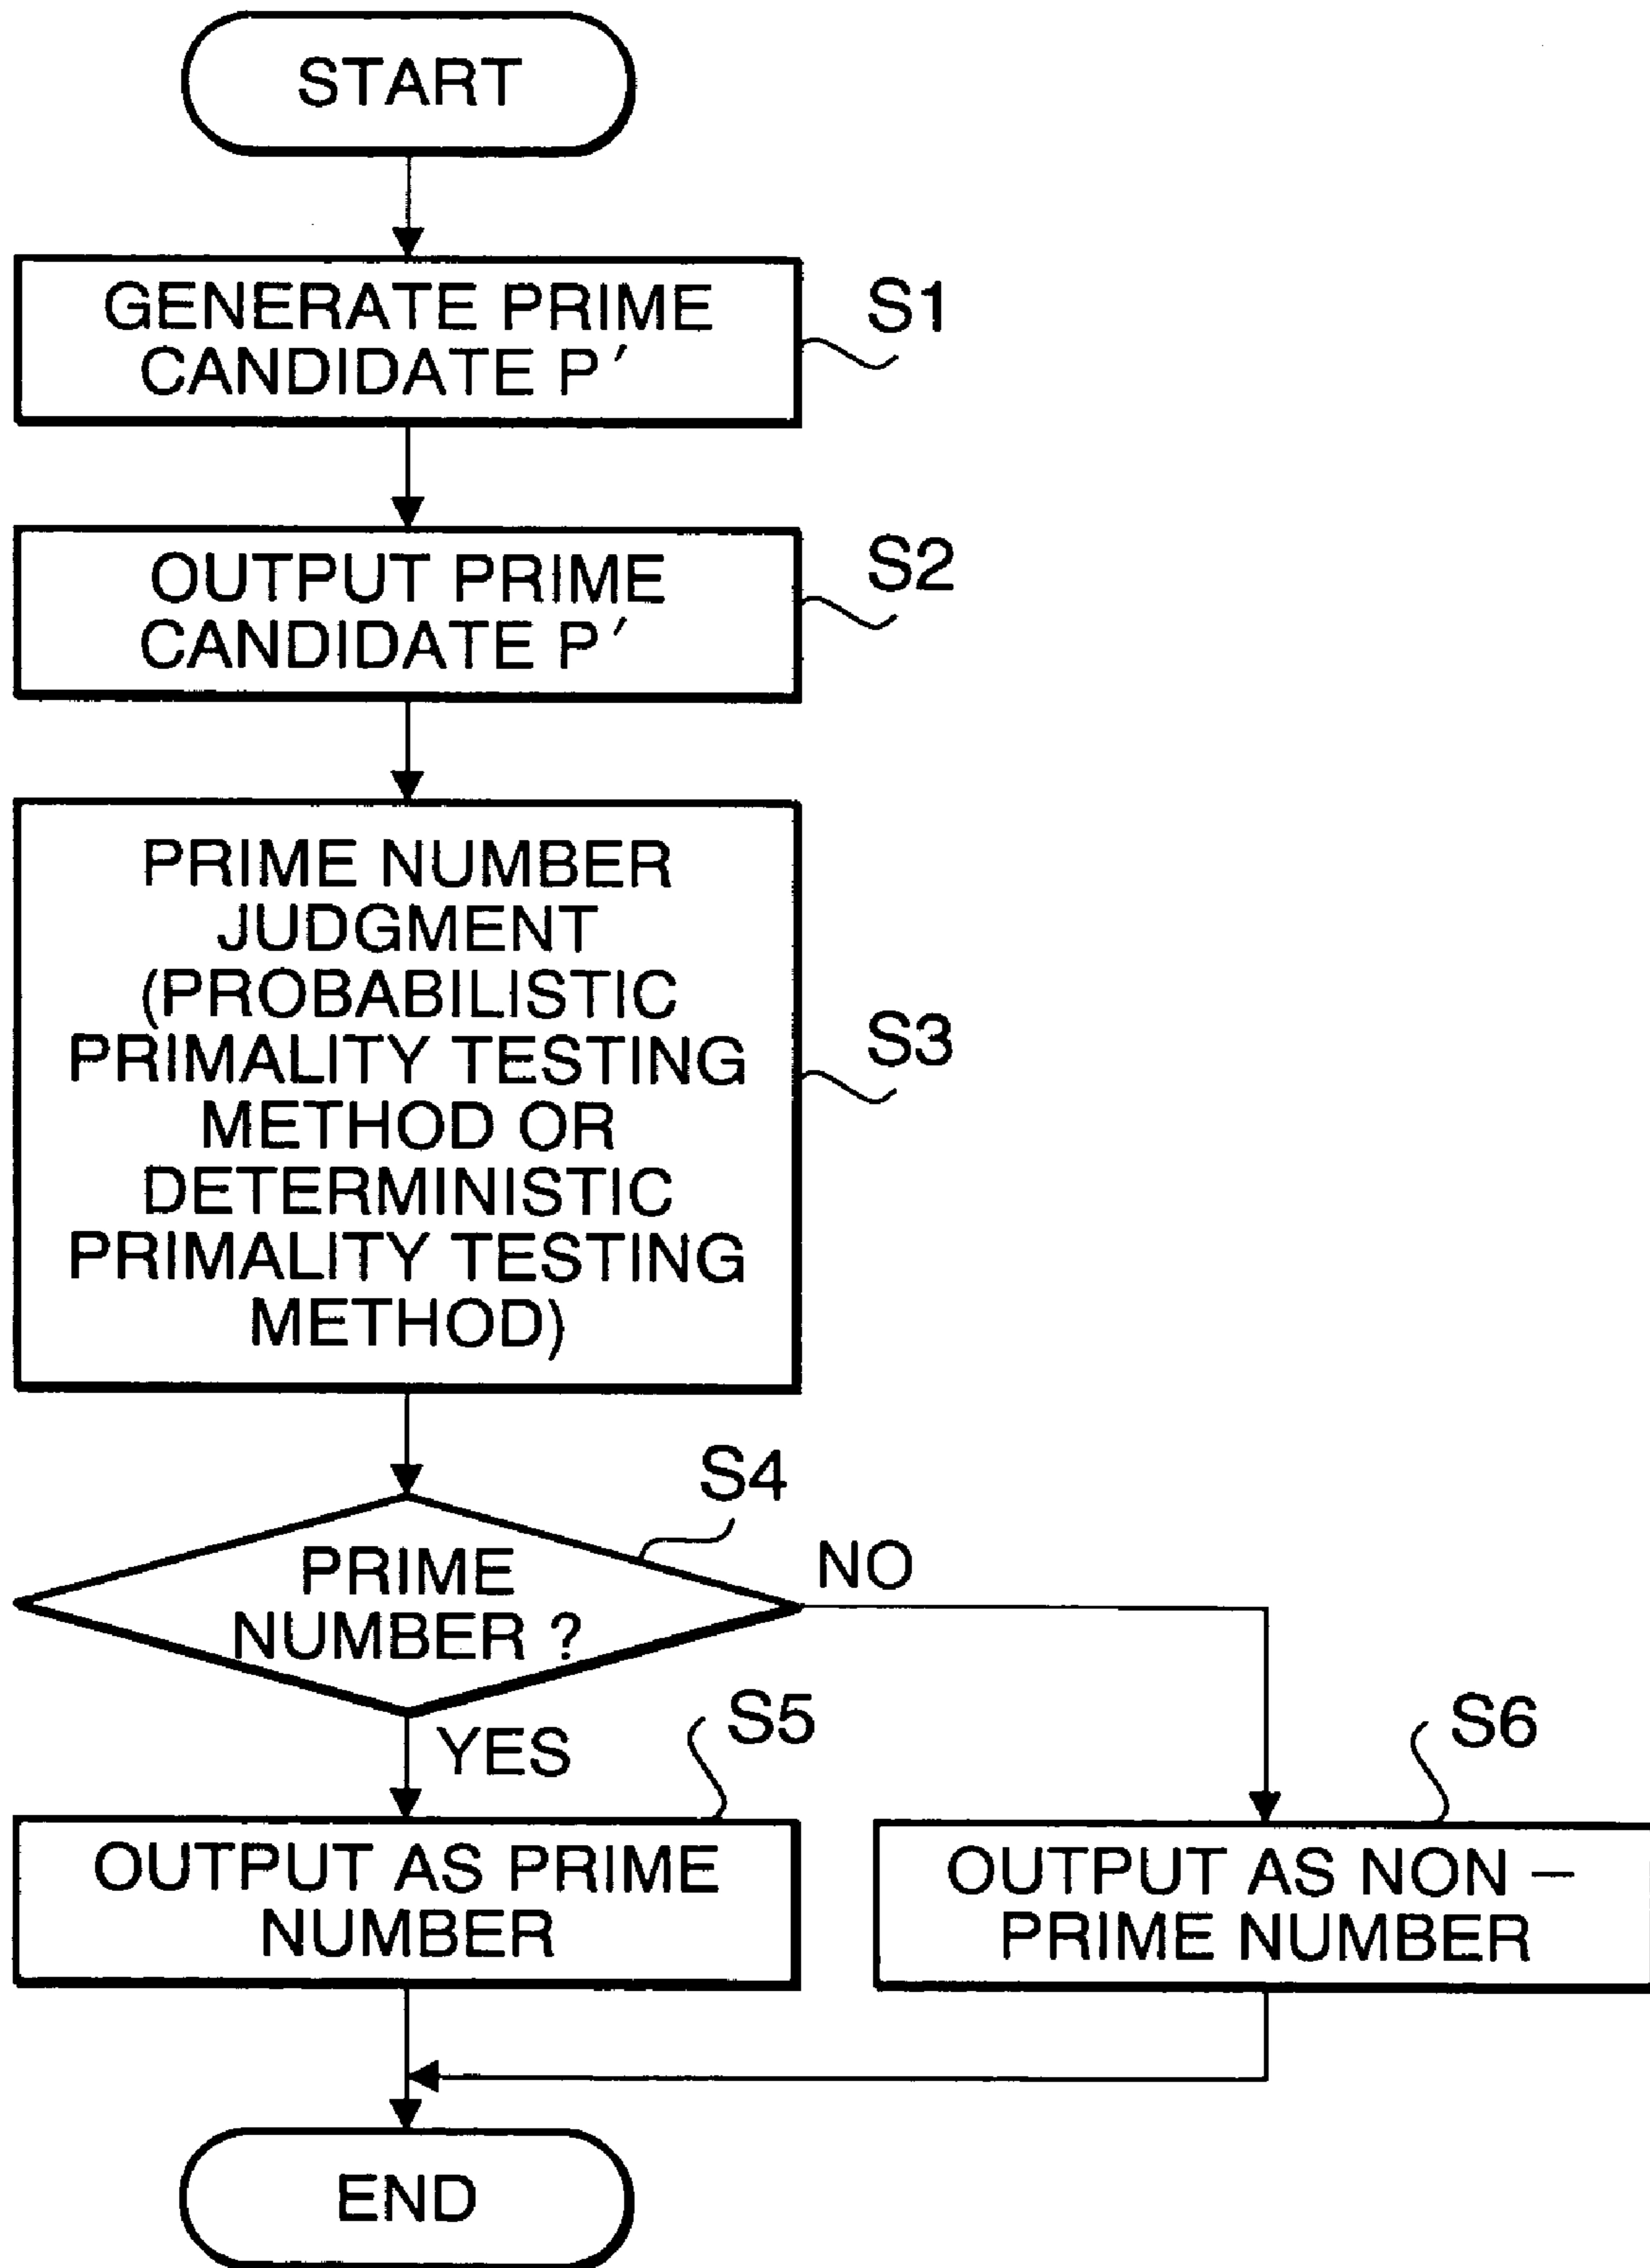 START
GENERATE PRIME
CANDIDATE P′
S1
OUTPUT PRIME
CANDIDATE P′
S2
PRIME NUMBER
JUDGMENT
(PROBABILISTIC
PRIMALITY TESTING
METHOD OR
DETERMINISTIC
PRIMALITY TESTING
METHOD)
S3
S4
PRIME
NUMBER ?
NO
YES
S5
OUTPUT AS PRIME
NUMBER
S6
OUTPUT AS NON –
PRIME NUMBER
END